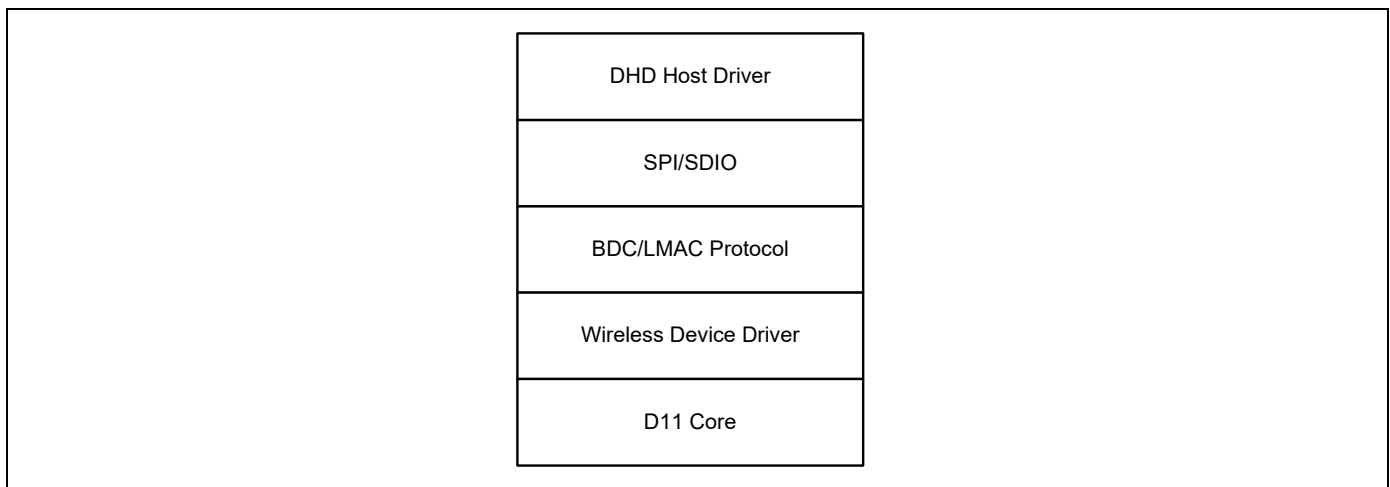 DHD Host Driver
SPI/SDIO
BDC/LMAC Protocol
Wireless Device Driver
D11 Core